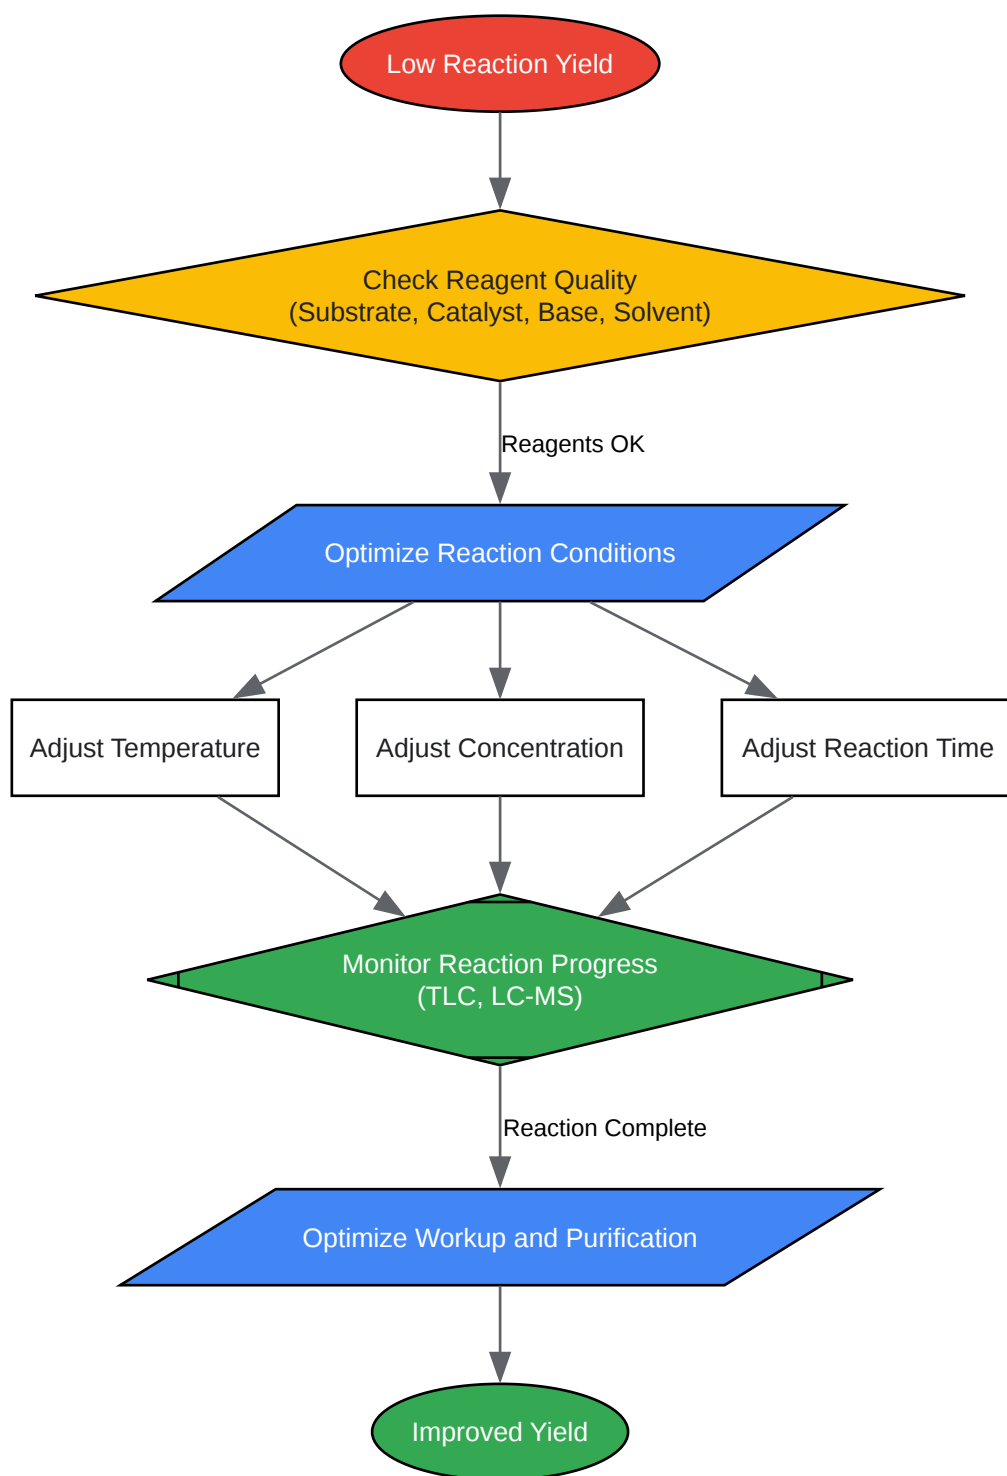 Low Reaction Yield
Check Reagent Quality
(Substrate, Catalyst, Base, Solvent)
Reagents OK
Optimize Reaction Conditions
Adjust Temperature
Adjust Concentration
Adjust Reaction Time
Monitor Reaction Progress
(TLC, LC-MS)
Reaction Complete
Optimize Workup and Purification
Improved Yield